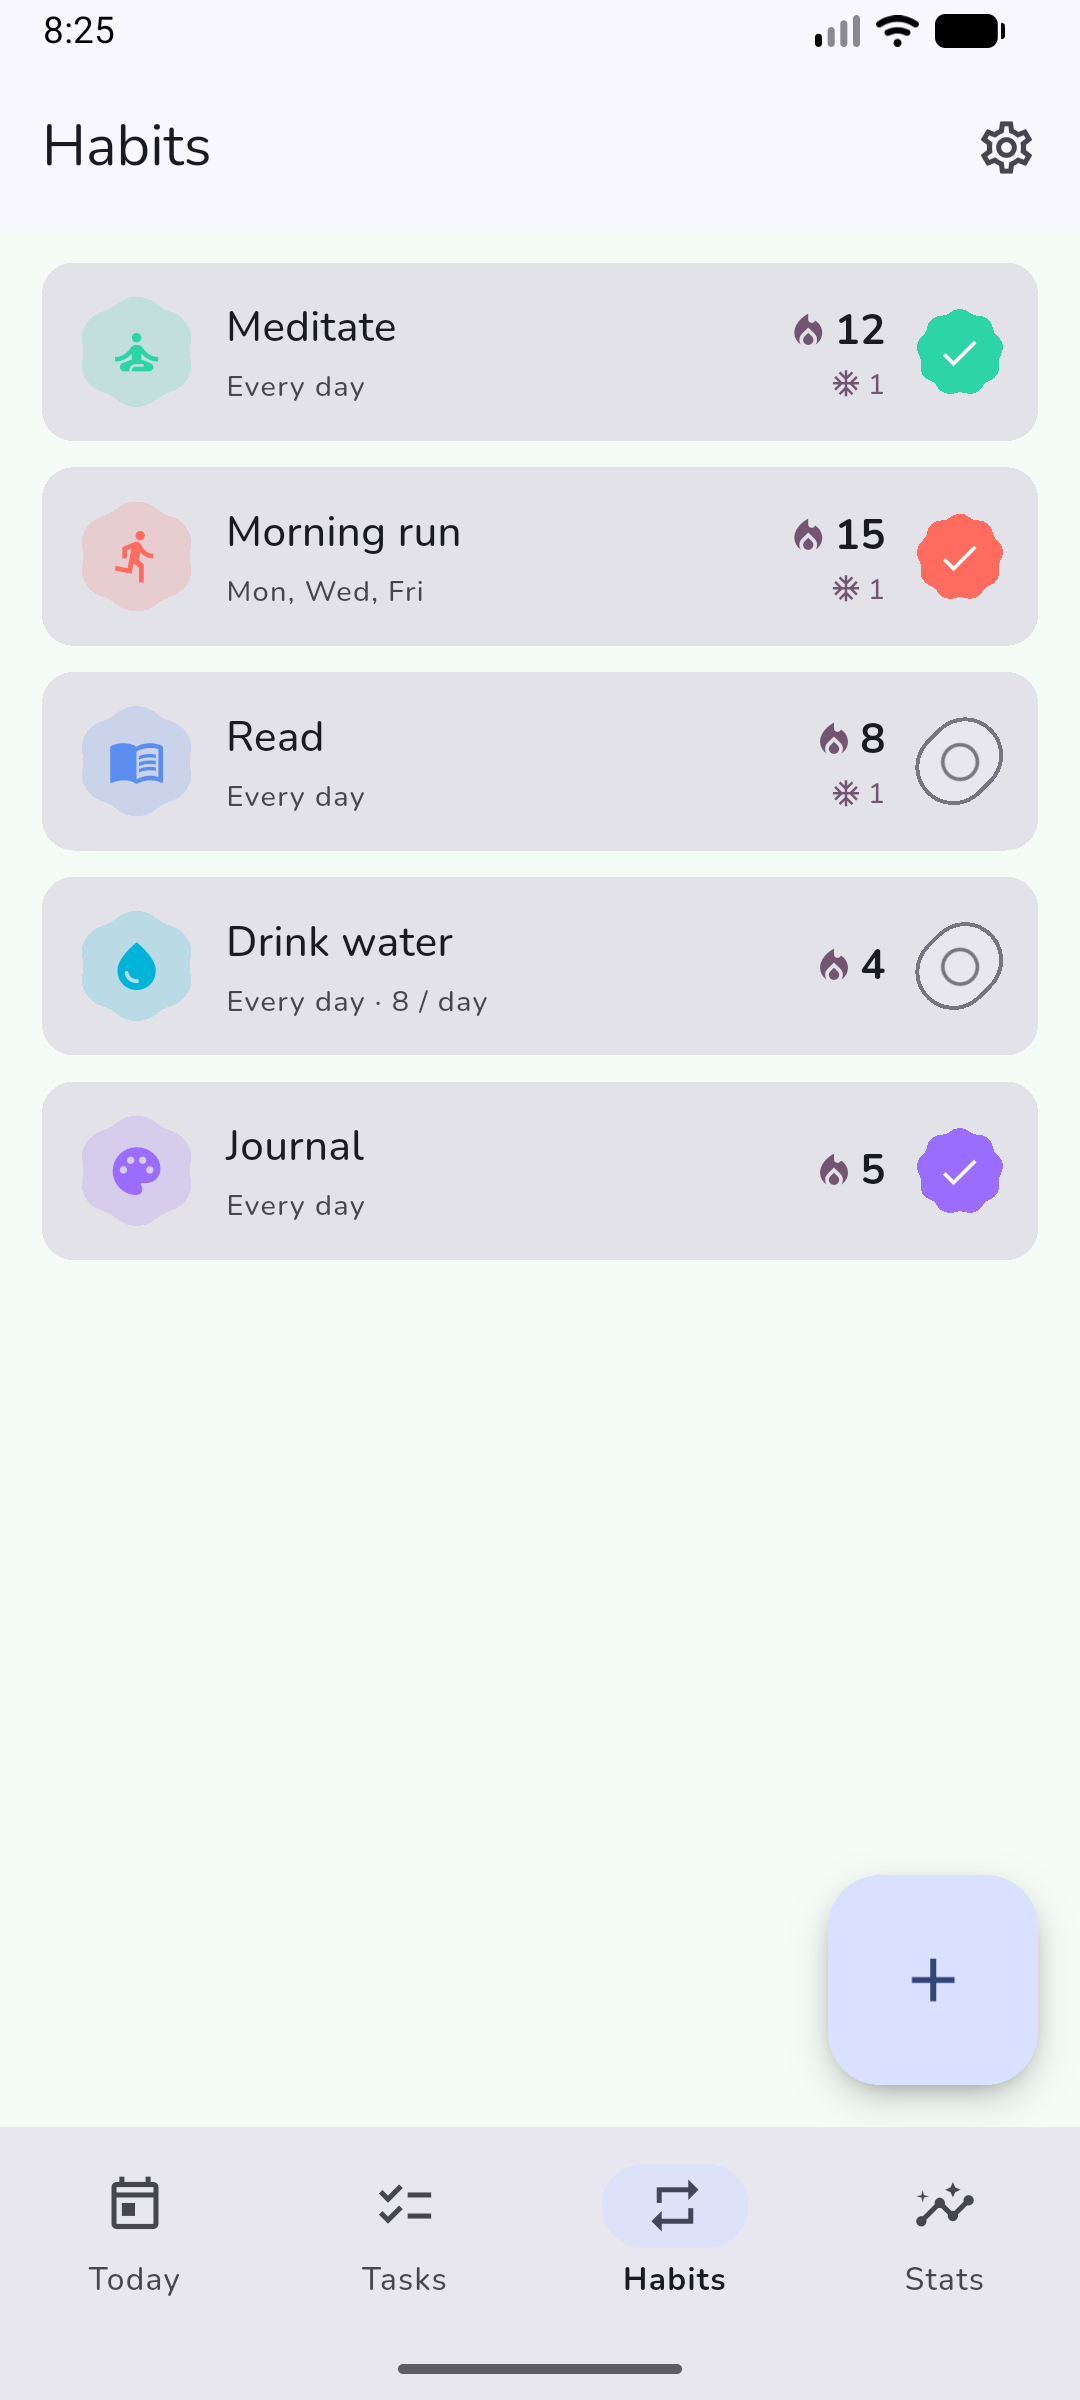 8:25
Habits
Meditate
12
Every day
1
Morning run
15
Mon, Wed, Fri
1
Read
8
Every day
1
Drink water
4
Every day · 8 / day
Journal
5
Every day
Today
Tasks
Habits
Stats